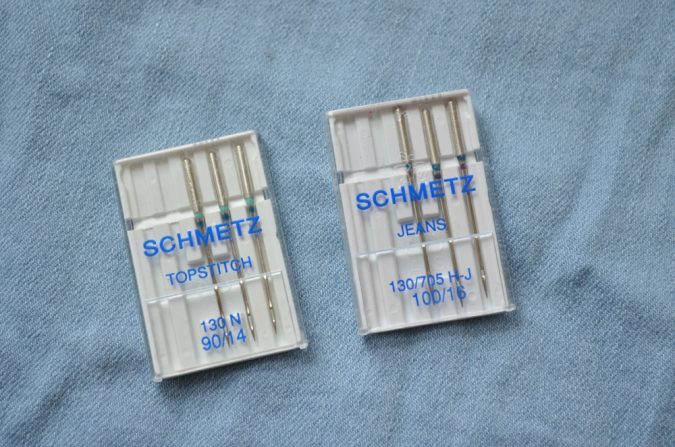 SCHMETZ
TOPSTITCH
130 N
90/14
SCHMETZ
JEANS
130/705 H-J
100/16